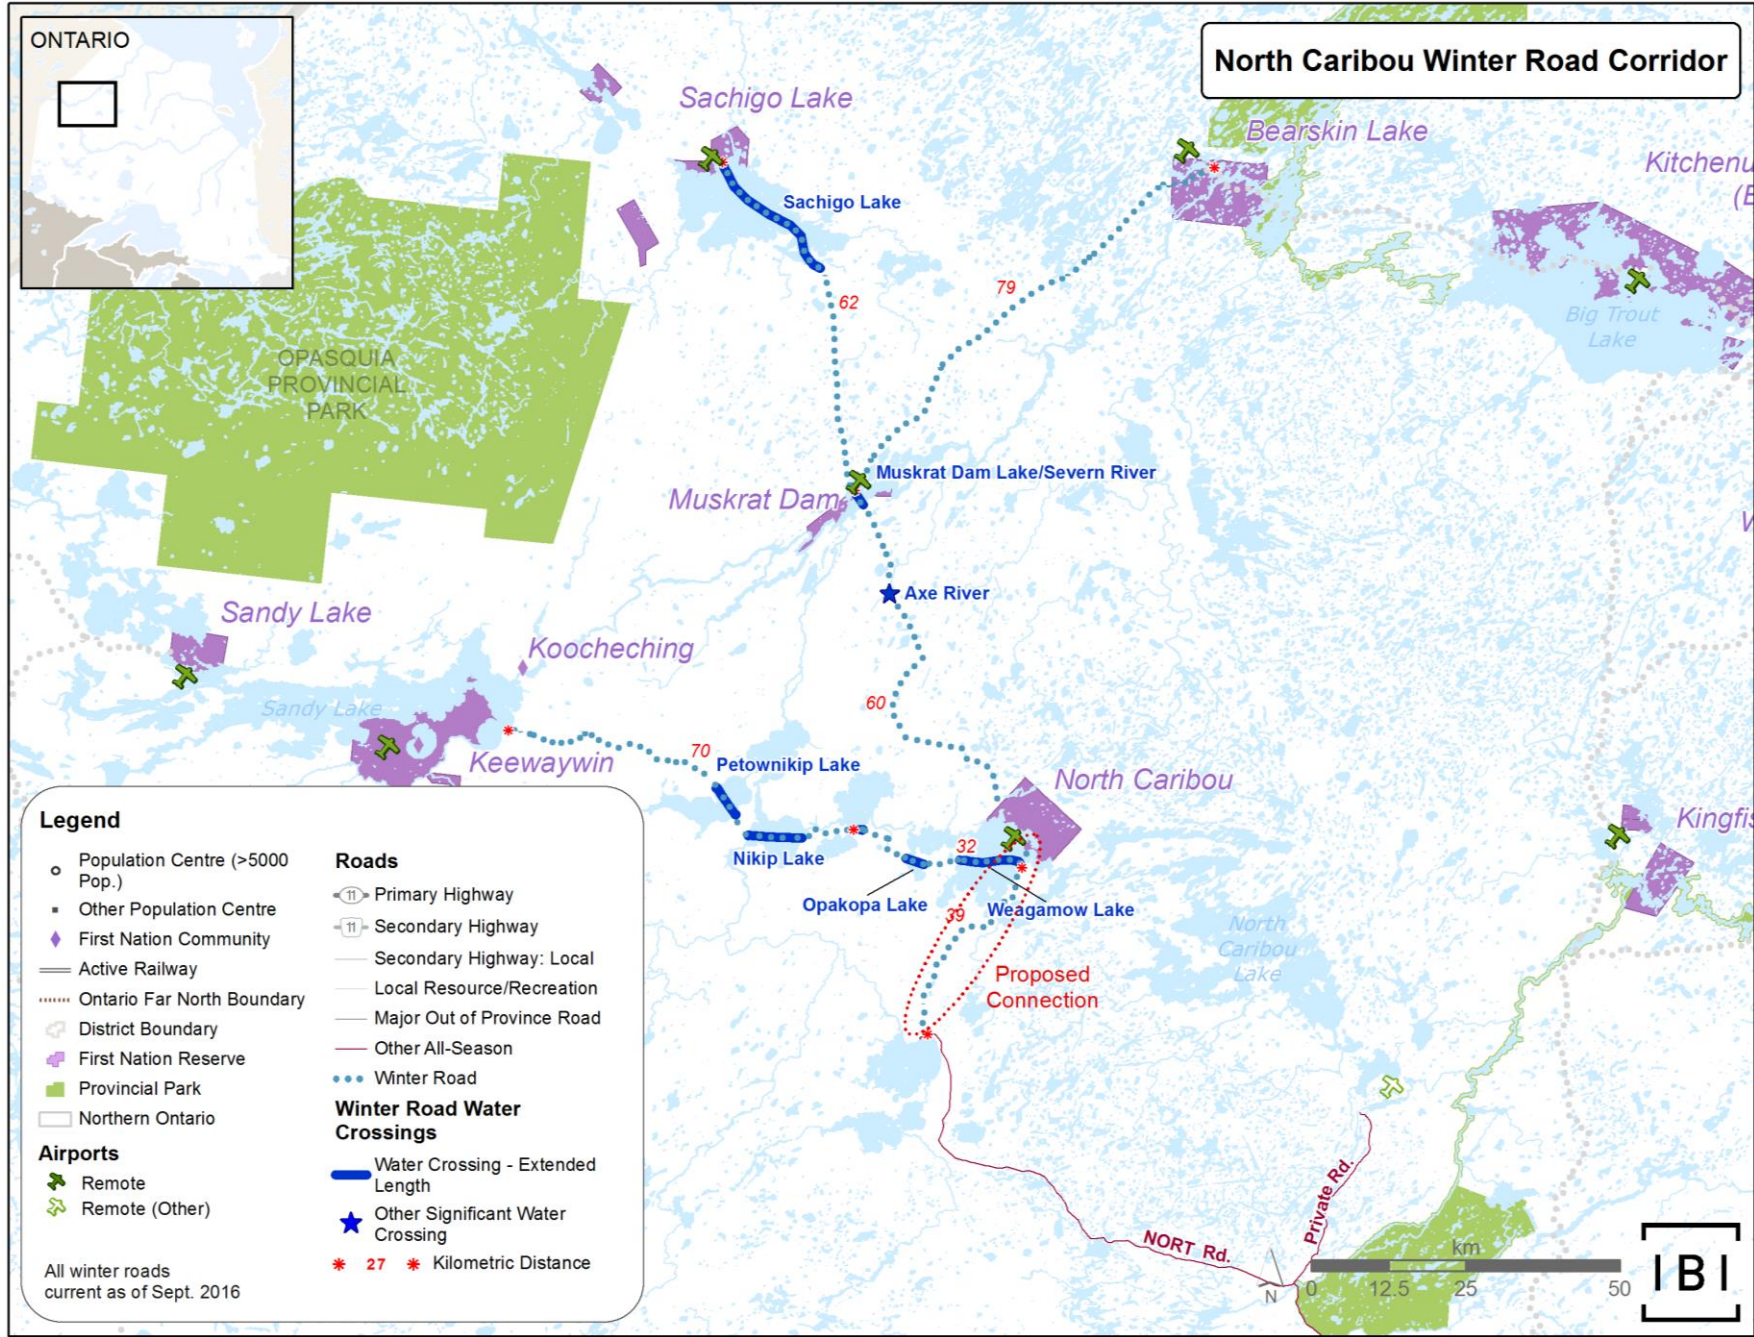 ONTARIO
North Caribou Winter Road Corridor
Sachigo Lake
Bearskin Lake
Kitchenu
(B
Sachigo Lake
79
62
Big Trout
Lake
OPASQUIA
PROVINCIAL
PARK
Muskrat Dam Lake/Severn River
Muskrat Dam
W
Axe River
Sandy Lake
Koocheching
Sandy Lake
60
70
Keewaywin
Petownikip Lake
North Caribou
Kingfis
32
Nikip Lake
Opakopa Lake
39
Weagamow Lake
North
Caribou
Lake
Proposed
Connection
Private Rd.
NORT Rd.
km
N
0
12.5
25
50
IBI
Legend
Population Centre (>5000
Pop.)
Other Population Centre
First Nation Community
Active Railway
Ontario Far North Boundary
District Boundary
First Nation Reserve
Provincial Park
Northern Ontario
Airports
Remote
Remote (Other)
All winter roads
current as of Sept. 2016
Roads
11 Primary Highway
11 Secondary Highway
Secondary Highway: Local
Local Resource/Recreation
Major Out of Province Road
Other All-Season
Winter Road
Winter Road Water
Crossings
Water Crossing - Extended
Length
Other Significant Water
Crossing
27 Kilometric Distance